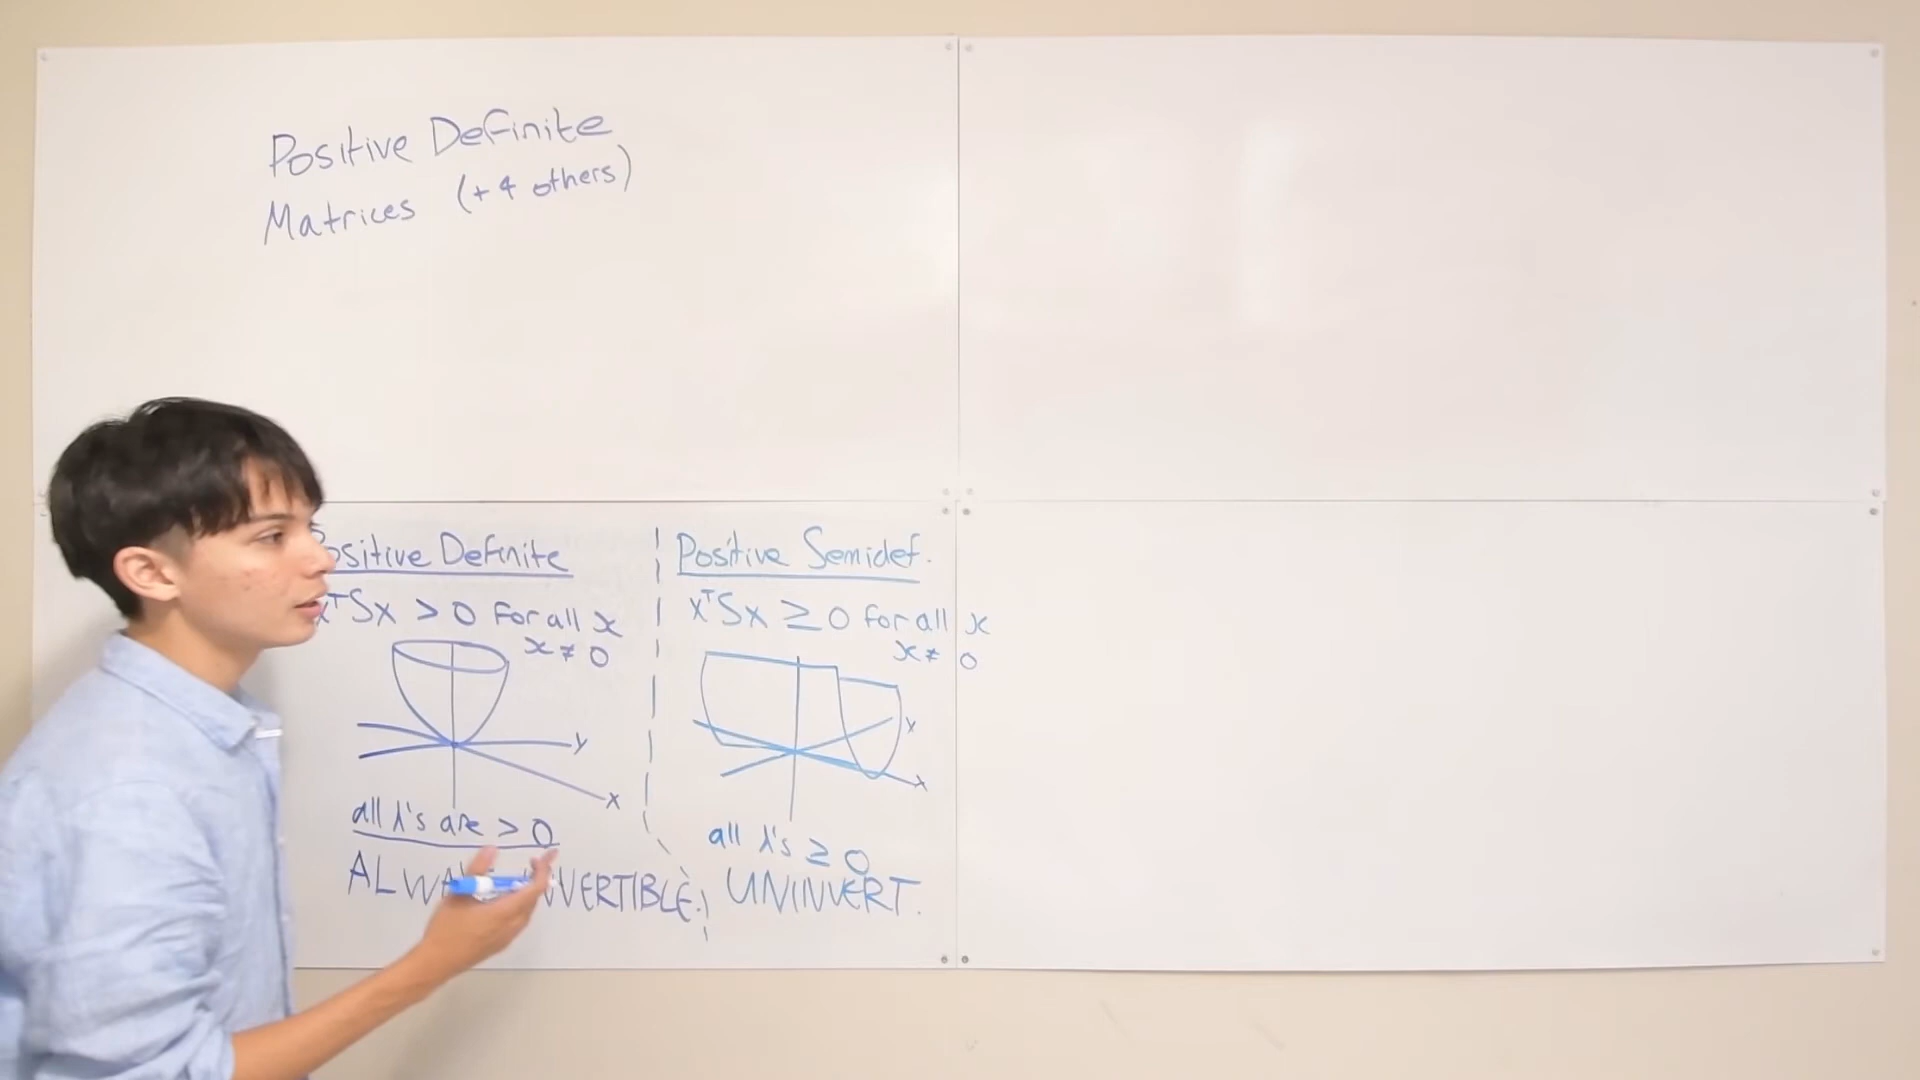 Positive Definite
Matrices (+ 4 others)
Positive Definite
xᵀSx > 0 for all x
x ≠ 0
y
x
all λ's are > 0
ALWAYS INVERTIBLE.
Positive Semidef.
xᵀSx ≥ 0 for all x
x ≠ 0
y
x
all λ's ≥ 0
UNINVERT.